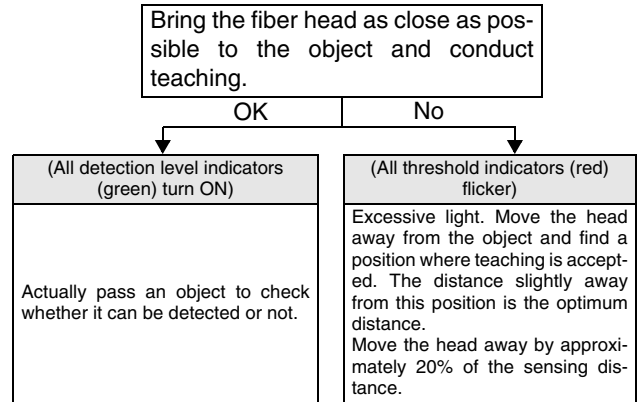 Bring the fiber head as close as pos-
sible to the object and conduct
teaching.
OK
No
(All detection level indicators
(green) turn ON)
Actually pass an object to check
whether it can be detected or not.
(All threshold indicators (red)
flicker)
Excessive light. Move the head
away from the object and find a
position where teaching is accept-
ed. The distance slightly away
from this position is the optimum
distance.
Move the head away by approxi-
mately 20% of the sensing dis-
tance.